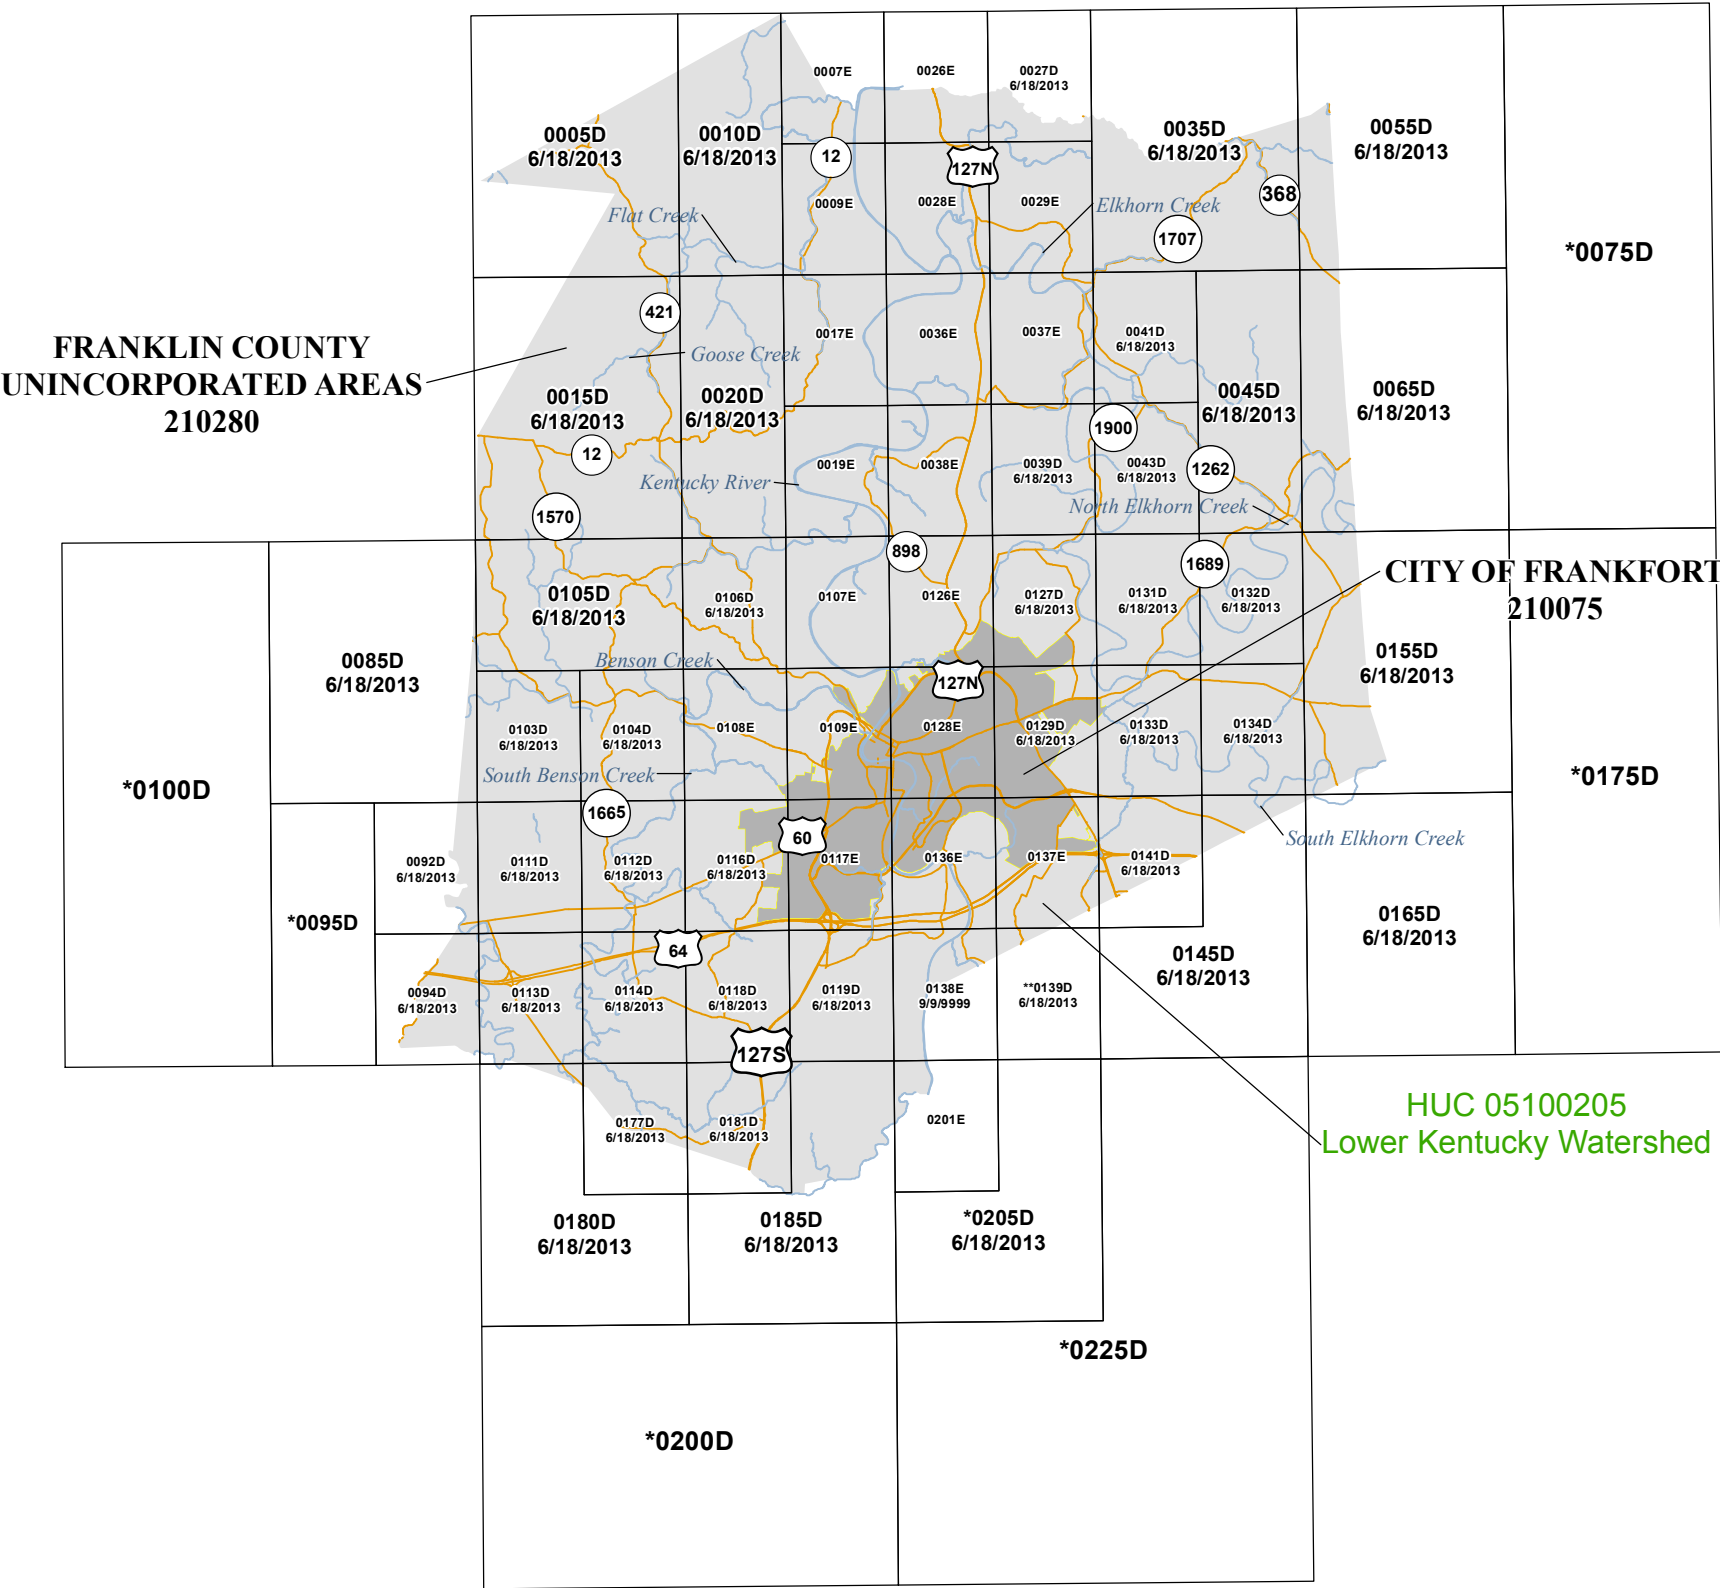 0007E
0026E
0027D
6/18/2013
0005D
6/18/2013
0010D
6/18/2013
12
127N
0035D
6/18/2013
0055D
6/18/2013
368
0009E
0028E
0029E
Elkhorn Creek
Flat Creek
1707
*0075D
421
0017E
0036E
0037E
0041D
6/18/2013
FRANKLIN COUNTY
UNINCORPORATED AREAS
210280
Goose Creek
0015D
6/18/2013
0020D
6/18/2013
0045D
6/18/2013
0065D
6/18/2013
12
1900
0019E
0038E
0039D
6/18/2013
0043D
6/18/2013
1262
Kentucky River
North Elkhorn Creek
1570
898
1689
CITY OF FRANKFORT
210075
0105D
6/18/2013
0106D
6/18/2013
0107E
0126E
0127D
6/18/2013
0131D
6/18/2013
0132D
6/18/2013
0085D
6/18/2013
Benson Creek
127N
0155D
6/18/2013
0103D
6/18/2013
0104D
6/18/2013
0108E
0109E
0128E
0129D
6/18/2013
0133D
6/18/2013
0134D
6/18/2013
*0100D
South Benson Creek
*0175D
1665
60
South Elkhorn Creek
0092D
6/18/2013
0111D
6/18/2013
0112D
6/18/2013
0116D
6/18/2013
0117E
0136E
0137E
0141D
6/18/2013
*0095D
0165D
6/18/2013
64
0145D
6/18/2013
0094D
6/18/2013
0113D
6/18/2013
0114D
6/18/2013
0118D
6/18/2013
0119D
6/18/2013
0138E
9/9/9999
**0139D
6/18/2013
127S
HUC 05100205
Lower Kentucky Watershed
0177D
6/18/2013
0181D
6/18/2013
0201E
0180D
6/18/2013
0185D
6/18/2013
*0205D
6/18/2013
*0225D
*0200D